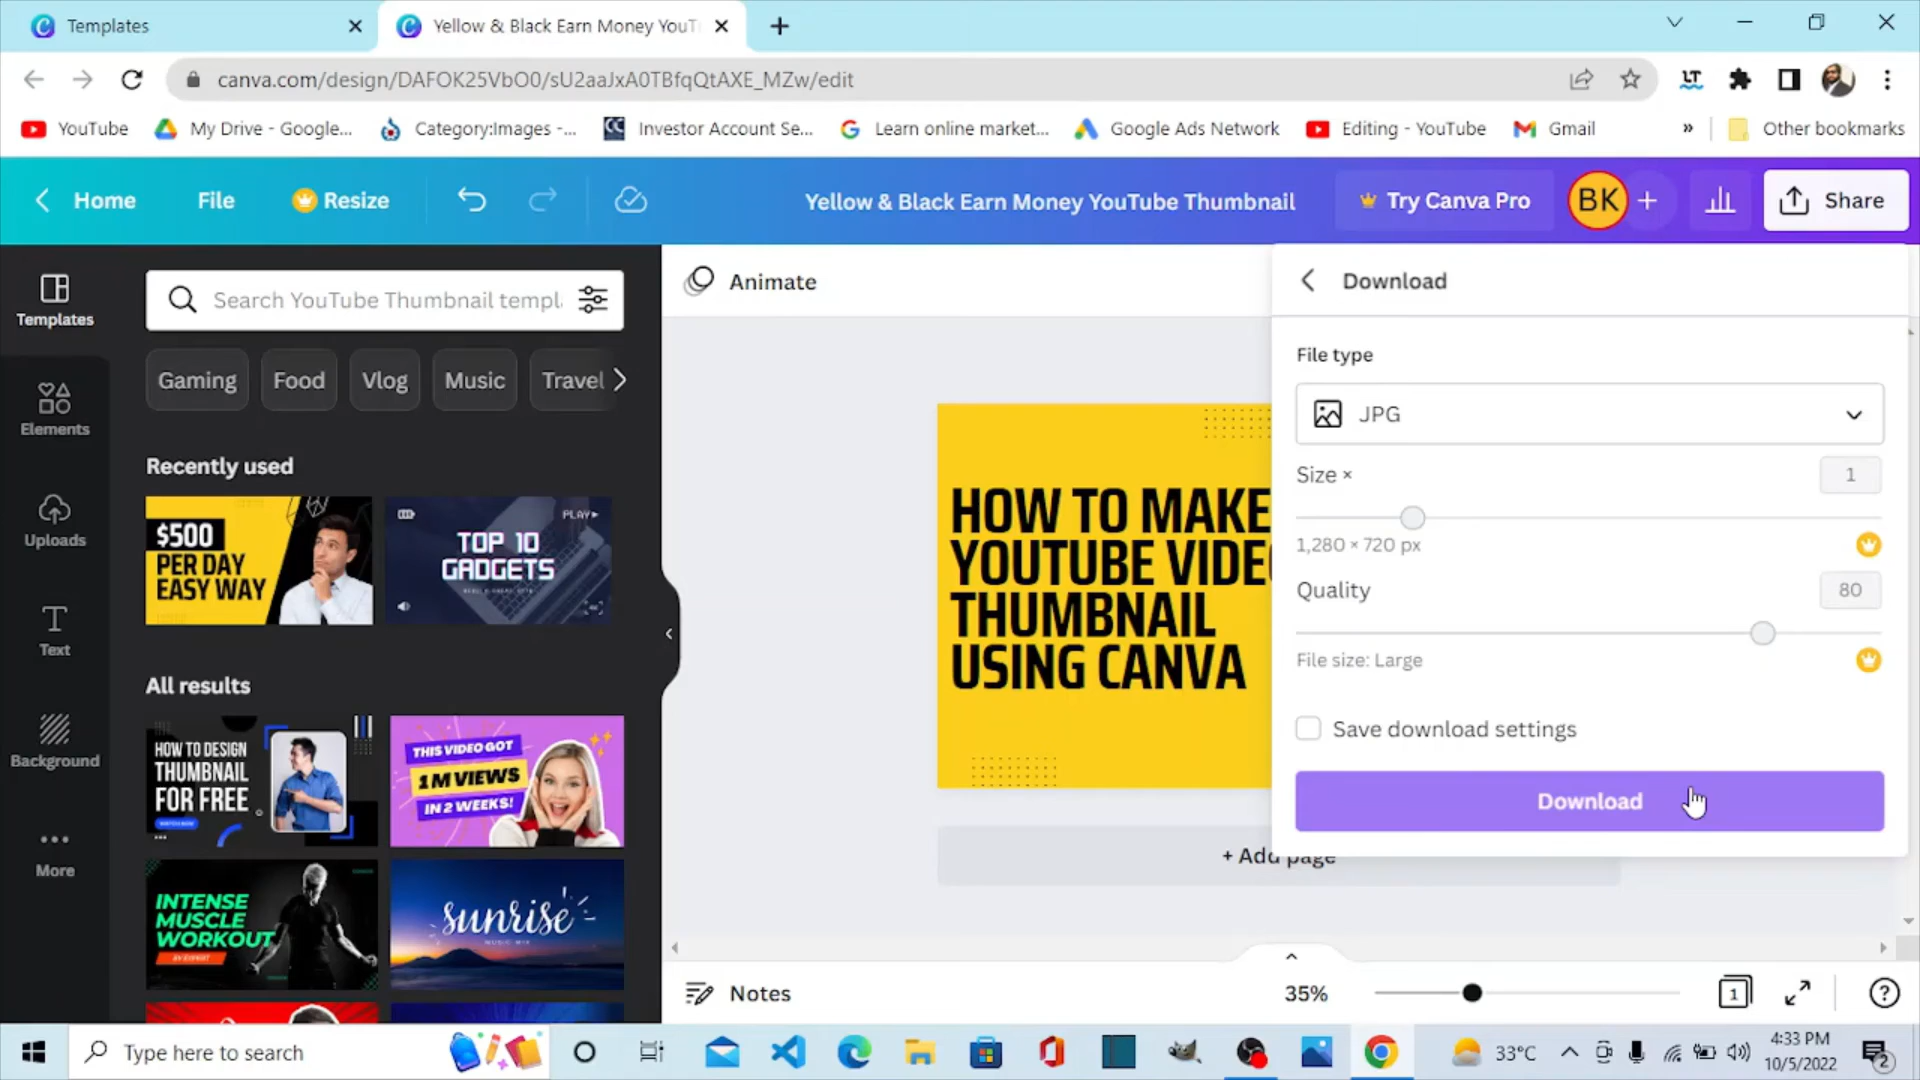 Templates
Yellow & Black Earn Money YouT
canva.com/design/DAFOK25VbO0/sU2aaJxA0TBfqQtAXE_MZw/edit
YouTube
My Drive - Google...
Category:Images -...
Investor Account Se...
Learn online market...
Google Ads Network
Editing - YouTube
Gmail
»
Other bookmarks
Home
File
Resize
Yellow & Black Earn Money YouTube Thumbnail
Try Canva Pro
BK
Share
Templates
Elements
Uploads
Text
Background
More
Search YouTube Thumbnail templ
Gaming
Food
Vlog
Music
Travel
Recently used
$500
PER DAY
EASY WAY
PLAY
TOP 10
GADGETS
All results
HOW TO DESIGN
THUMBNAIL
FOR FREE
THIS VIDEO GOT
1M VIEWS
IN 2 WEEKS!
INTENSE
MUSCLE
WORKOUT
BY EXPERT
sunrise
MUSIC MIX
Animate
HOW TO MAKE
YOUTUBE VIDE
THUMBNAIL
USING CANVA
+ Add page
Download
File type
JPG
Size ×
1
1,280 × 720 px
Quality
80
File size: Large
Save download settings
Download
Notes
35%
1
Type here to search
33°C
4:33 PM
10/5/2022
2